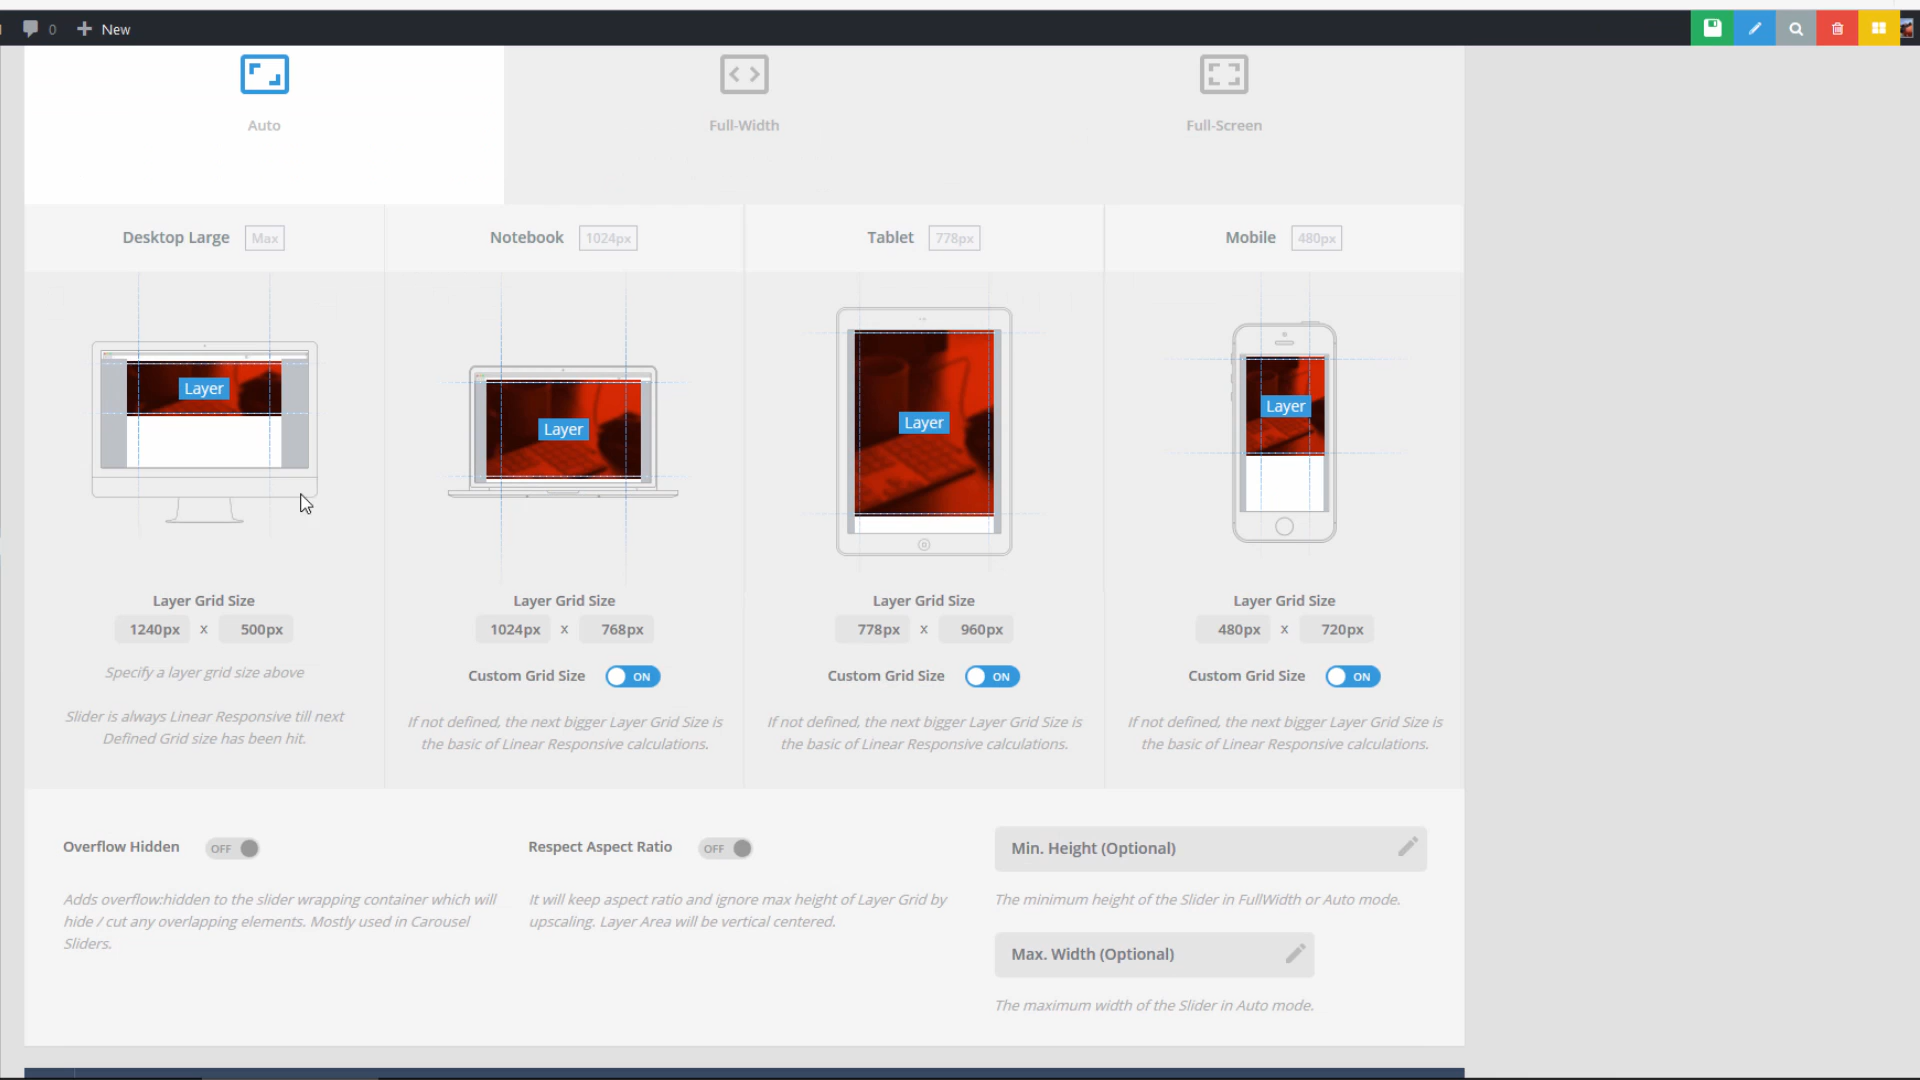 0 New
Auto
Full-Width
Full-Screen
Desktop Large Max
Notebook 1024px
Tablet 778px
Mobile 480px
Layer
Layer
Layer
Layer
Layer Grid Size
1240px x 500px
Specify a layer grid size above
Slider is always Linear Responsive till next
Defined Grid size has been hit.
Layer Grid Size
1024px x 768px
Custom Grid Size ON
If not defined, the next bigger Layer Grid Size is
the basic of Linear Responsive calculations.
Layer Grid Size
778px x 960px
Custom Grid Size ON
If not defined, the next bigger Layer Grid Size is
the basic of Linear Responsive calculations.
Layer Grid Size
480px x 720px
Custom Grid Size ON
If not defined, the next bigger Layer Grid Size is
the basic of Linear Responsive calculations.
Overflow Hidden OFF
Adds overflow:hidden to the slider wrapping container which will
hide / cut any overlapping elements. Mostly used in Carousel
Sliders.
Respect Aspect Ratio OFF
It will keep aspect ratio and ignore max height of Layer Grid by
upscaling. Layer Area will be vertical centered.
Min. Height (Optional)
The minimum height of the Slider in FullWidth or Auto mode.
Max. Width (Optional)
The maximum width of the Slider in Auto mode.